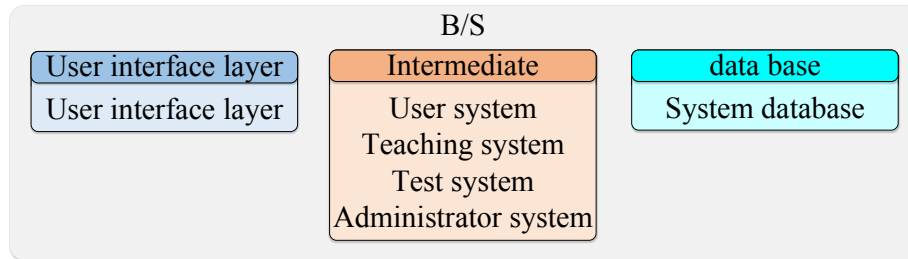 B/S
User interface layer
User interface layer
Intermediate
User system
Teaching system
Test system
Administrator system
data base
System database